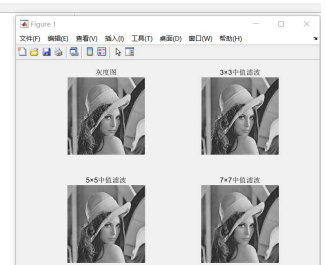 Figure 1
文件(F) 编辑(E) 查看(V) 插入(I) 工具(T) 桌面(D) 窗口(W) 帮助(H)
灰度图 3×3中值滤波
5×5中值滤波 7×7中值滤波